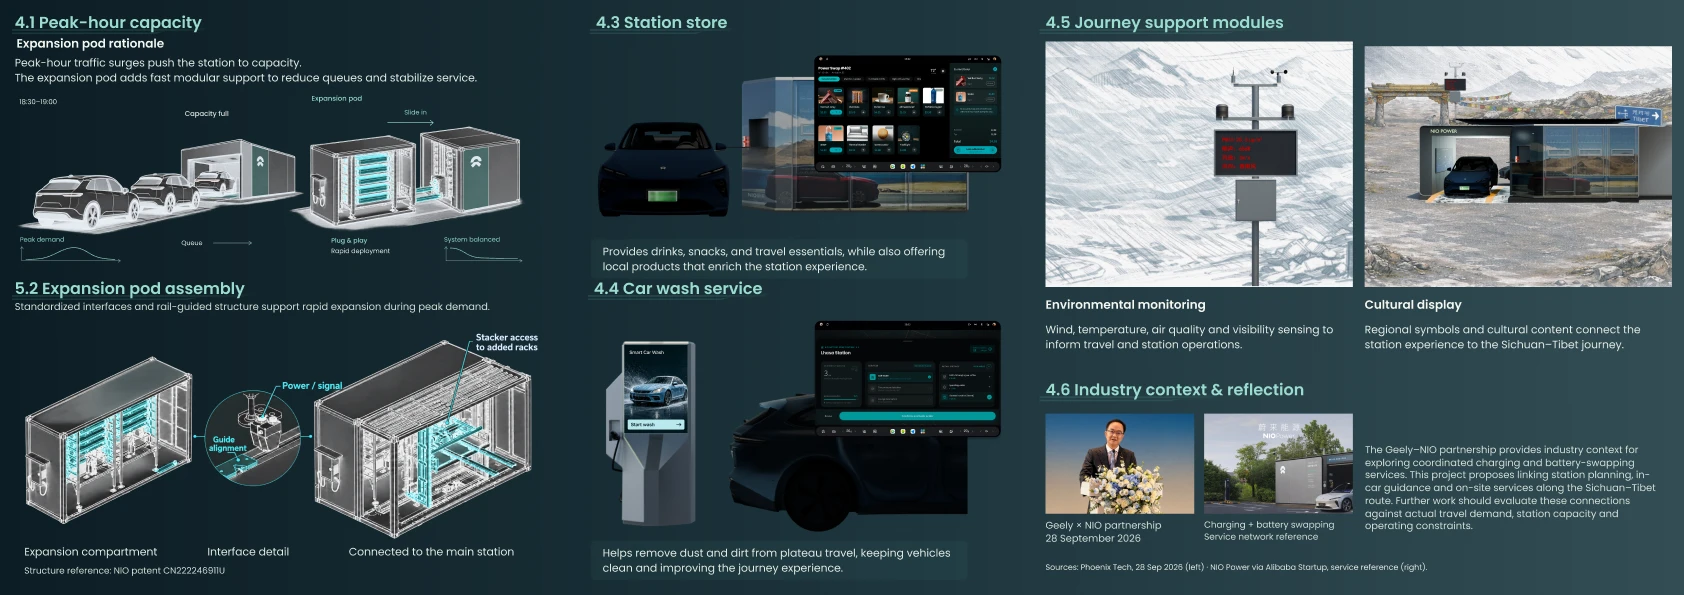 4.1 Peak-hour capacity
Expansion pod rationale
Peak-hour traffic surges push the station to capacity.
The expansion pod adds fast modular support to reduce queues and stabilize service.
18:30–19:00
Capacity full
Expansion pod
Slide in
Peak demand
Queue
Plug & play
Rapid deployment
System balanced
5.2 Expansion pod assembly
Standardized interfaces and rail-guided structure support rapid expansion during peak demand.
Stacker access
to added racks
Power / signal
Guide
alignment
Expansion compartment
Interface detail
Connected to the main station
Structure reference: NIO patent CN222246911U
4.3 Station store
Provides drinks, snacks, and travel essentials, while also offering
local products that enrich the station experience.
4.4 Car wash service
Smart Car Wash
Start wash
Helps remove dust and dirt from plateau travel, keeping vehicles
clean and improving the journey experience.
4.5 Journey support modules
NIO POWER
TIBET
Environmental monitoring
Wind, temperature, air quality and visibility sensing to
inform travel and station operations.
Cultural display
Regional symbols and cultural content connect the
station experience to the Sichuan–Tibet journey.
4.6 Industry context & reflection
蔚来能源
Geely × NIO partnership
28 September 2026
Charging + battery swapping
Service network reference
The Geely–NIO partnership provides industry context for
exploring coordinated charging and battery-swapping
services. This project proposes linking station planning, in-
car guidance and on-site services along the Sichuan–Tibet
route. Further work should evaluate these connections
against actual travel demand, station capacity and
operating constraints.
Sources: Phoenix Tech, 28 Sep 2026 (left) · NIO Power via Alibaba Startup, service reference (right).